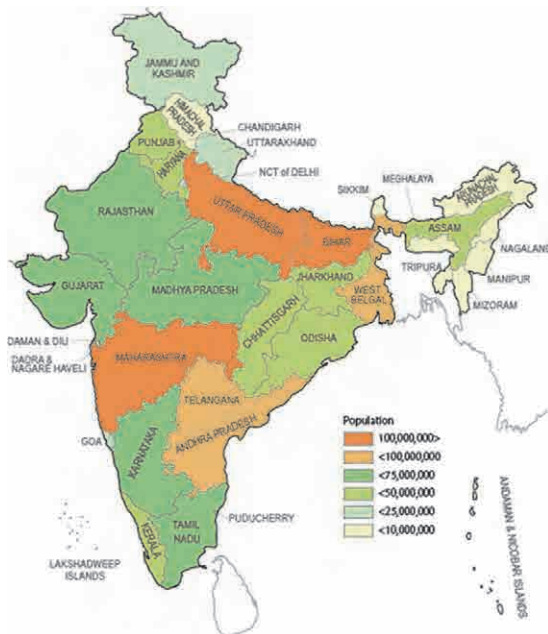 JAMMU AND
KASHMIR
HIMACHAL
PRADESH
CHANDIGARH
PUNJAB
UTTARAKHAND
HARYANA
NCT of DELHI
SIKKIM
MEGHALAYA
ARUNACHAL
PRADESH
RAJASTHAN
UTTAR PRADESH
BIHAR
ASSAM
NAGALAND
TRIPURA
MANIPUR
MIZORAM
GUJARAT
MADHYA PRADESH
JHARKHAND
WEST
BELGAL
CHHATTISGARH
ODISHA
DAMAN & DIU
DADRA &
NAGARE HAVELI
MAHARASHTRA
TELANGANA
ANDHRA PRADESH
GOA
KARNATAKA
PUDUCHERRY
KERALA
TAMIL
NADU
LAKSHADWEEP
ISLANDS
Population
100,000,000>
<100,000,000
<75,000,000
<50,000,000
<25,000,000
<10,000,000
ANDAMAN & NICOBAR ISLANDS